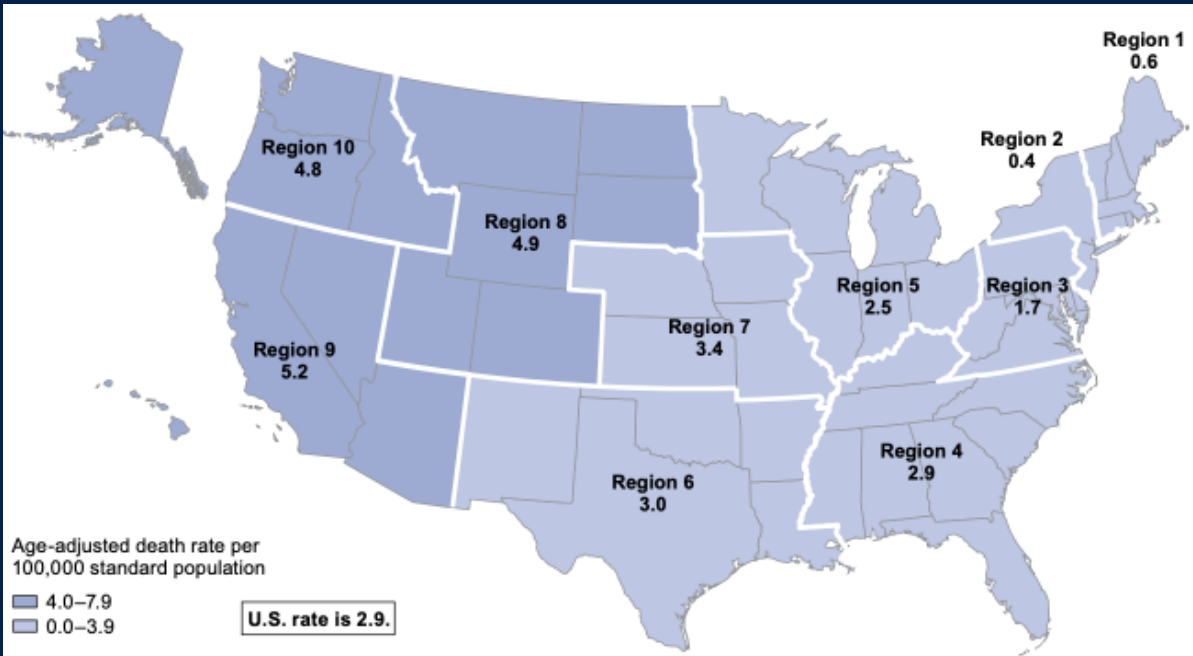 Region 1
0.6
Region 2
0.4
Region 10
4.8
Region 8
4.9
Region 5
2.5
Region 3
1.7
Region 7
3.4
Region 9
5.2
Region 4
2.9
Region 6
3.0
Age-adjusted death rate per
100,000 standard population
4.0–7.9
0.0–3.9
U.S. rate is 2.9.